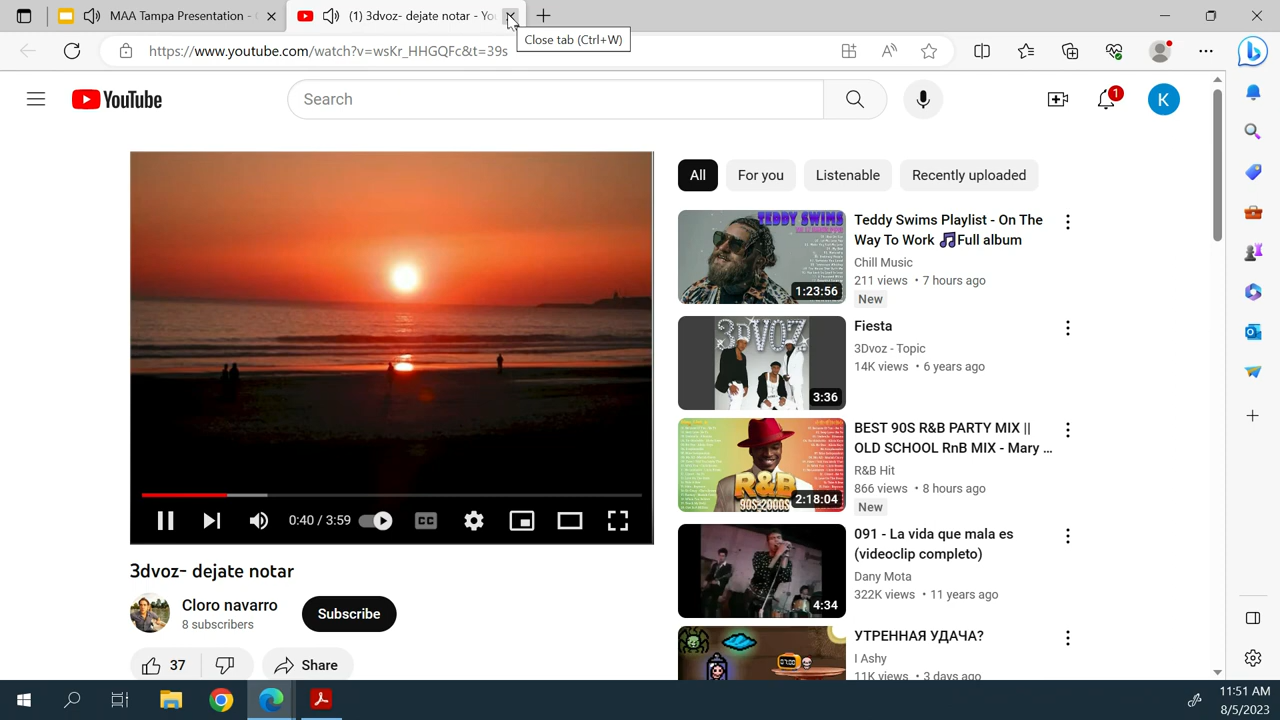 MAA Tampa Presentation -
(1) 3dvoz- dejate notar - Yo
Close tab (Ctrl+W)
https://www.youtube.com/watch?v=wsKr_HHGQFc&t=39s
YouTube
Search
1
K
All
For you
Listenable
Recently uploaded
TEDDY SWIMS
1:23:56
Teddy Swims Playlist - On The
Way To Work 🎵Full album
Chill Music
211 views • 7 hours ago
New
3DVOZ
3:36
Fiesta
3Dvoz - Topic
14K views • 6 years ago
R&B
90S-2000S
2:18:04
BEST 90S R&B PARTY MIX ||
OLD SCHOOL RnB MIX - Mary ...
R&B Hit
866 views • 8 hours ago
New
4:34
091 - La vida que mala es
(videoclip completo)
Dany Mota
322K views • 11 years ago
УТРЕННАЯ УДАЧА?
I Ashy
11K views • 3 days ago
0:40 / 3:59
CC
3dvoz- dejate notar
Cloro navarro
8 subscribers
Subscribe
37
Share
11:51 AM
8/5/2023